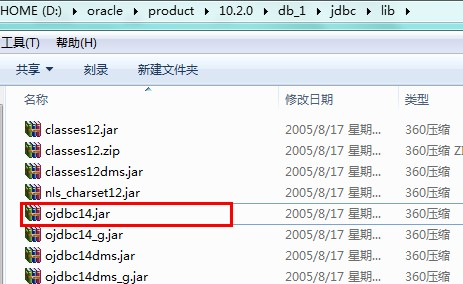 HOME (D:) ▸ oracle ▸ product ▸ 10.2.0 ▸ db_1 ▸ jdbc ▸ lib ▸
工具(T) 帮助(H)
共享 刻录 新建文件夹
名称 修改日期 类型
classes12.jar 2005/8/17 星期... 360压缩
classes12.zip 2005/8/17 星期... 360压缩 ZI
classes12dms.jar 2005/8/17 星期... 360压缩
nls_charset12.jar 2005/8/17 星期... 360压缩
ojdbc14.jar 2005/8/17 星期... 360压缩
ojdbc14_g.jar 2005/8/17 星期... 360压缩
ojdbc14dms.jar 2005/8/17 星期... 360压缩
ojdbc14dms_g.jar 2005/8/17 星期... 360压缩